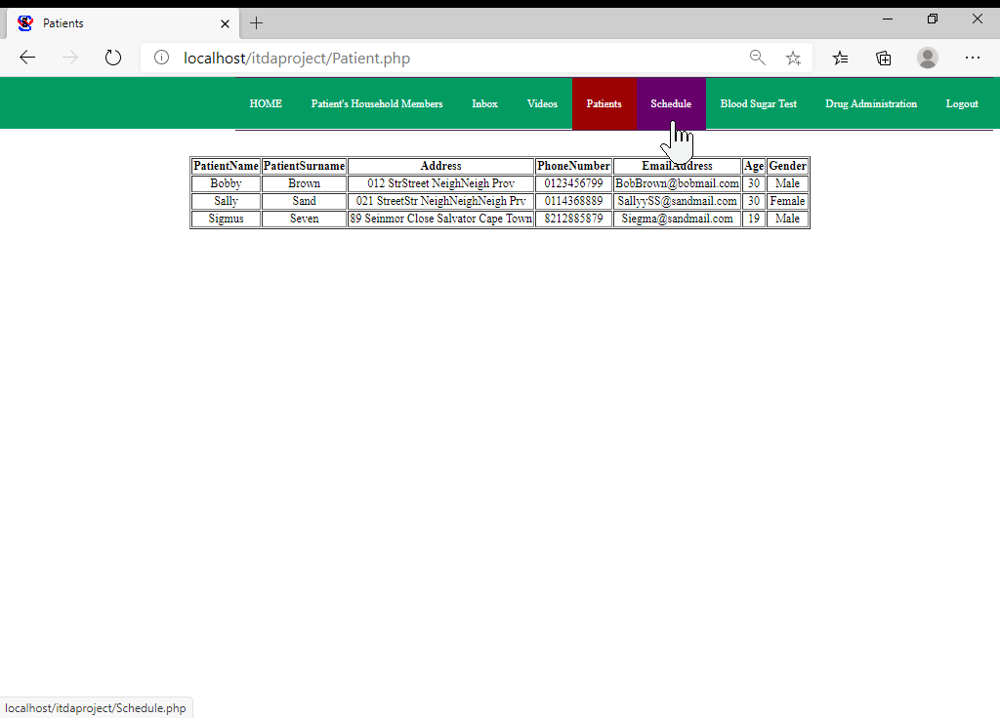 Patients
localhost/itdaproject/Patient.php
HOME Patient's Household Members Inbox Videos Patients Schedule Blood Sugar Test Drug Administration Logout
PatientName PatientSurname Address PhoneNumber EmailAddress Age Gender
Bobby Brown 012 StrStreet NeighNeigh Prov 0123456799 BobBrown@bobmail.com 30 Male
Sally Sand 021 StreetStr NeighNeighNeigh Prv 0114368889 SallyySS@sandmail.com 30 Female
Sigmus Seven 89 Seinmor Close Salvator Cape Town 8212885879 Siegma@sandmail.com 19 Male
localhost/itdaproject/Schedule.php